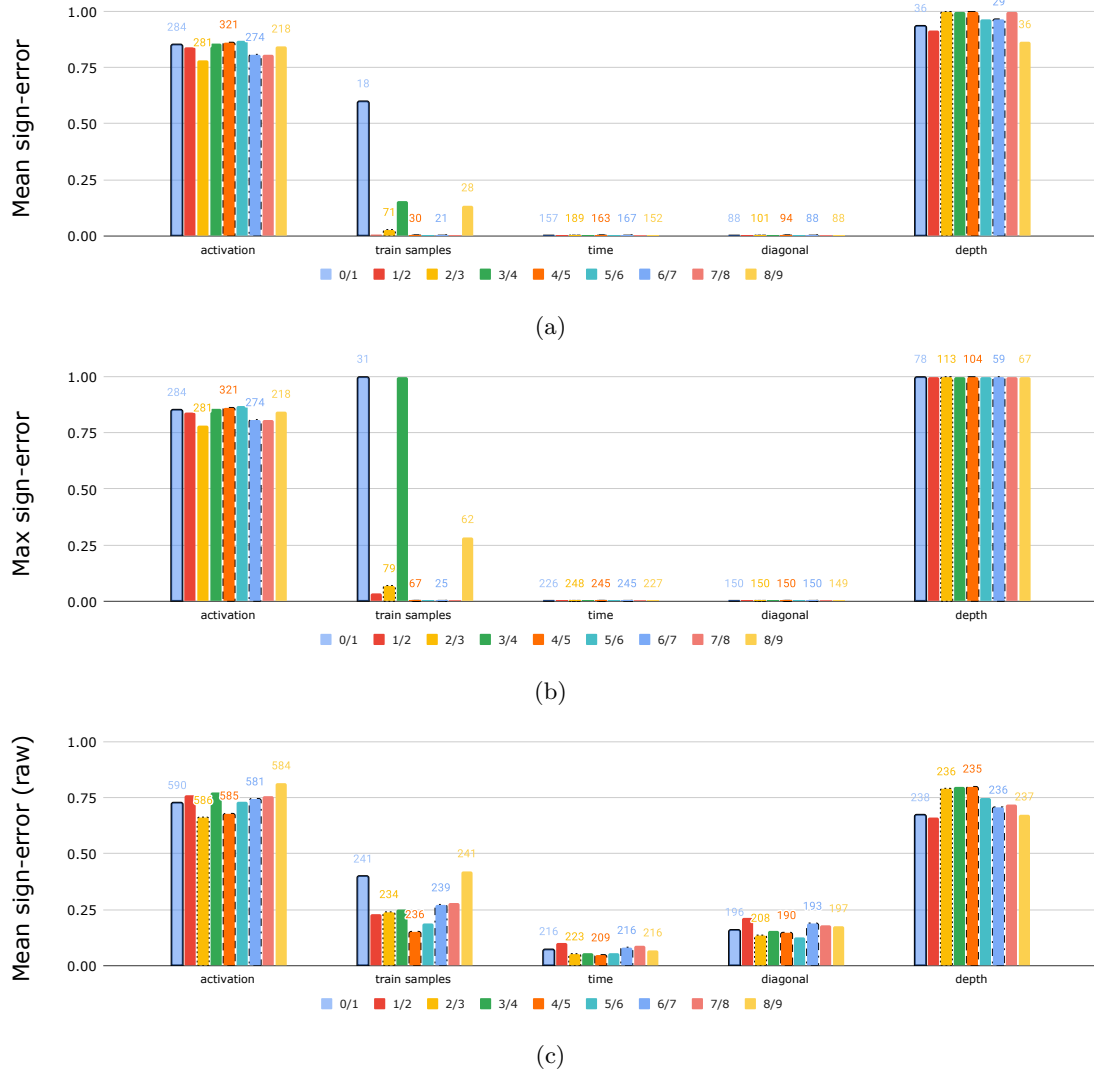 Mean sign-error
1.00
0.75
0.50
0.25
0.00
284 281 321 274 218
18 71 30 21 28
157 189 163 167 152
88 101 94 88 88
36 29 36
activation train samples time diagonal depth
0/1 1/2 2/3 3/4 4/5 5/6 6/7 7/8 8/9
(a)
Max sign-error
1.00
0.75
0.50
0.25
0.00
284 281 321 274 218
31 79 67 25 62
226 248 245 245 227
150 150 150 150 149
78 113 104 59 67
activation train samples time diagonal depth
0/1 1/2 2/3 3/4 4/5 5/6 6/7 7/8 8/9
(b)
Mean sign-error (raw)
1.00
0.75
0.50
0.25
0.00
590 586 585 581 584
241 234 236 239 241
216 223 209 216 216
196 208 190 193 197
238 236 235 236 237
activation train samples time diagonal depth
0/1 1/2 2/3 3/4 4/5 5/6 6/7 7/8 8/9
(c)